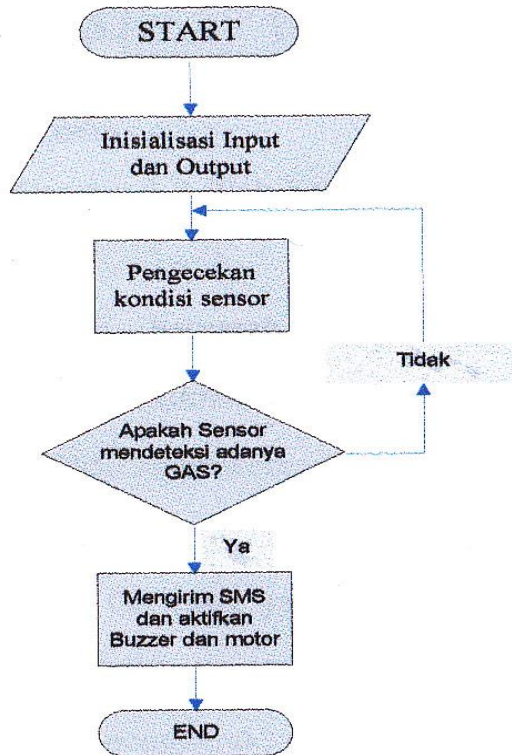 START
Inisialisasi Input
dan Output
Pengecekan
kondisi sensor
Tidak
Apakah Sensor
mendeteksi adanya
GAS?
Ya
Mengirim SMS
dan aktifkan
Buzzer dan motor
END